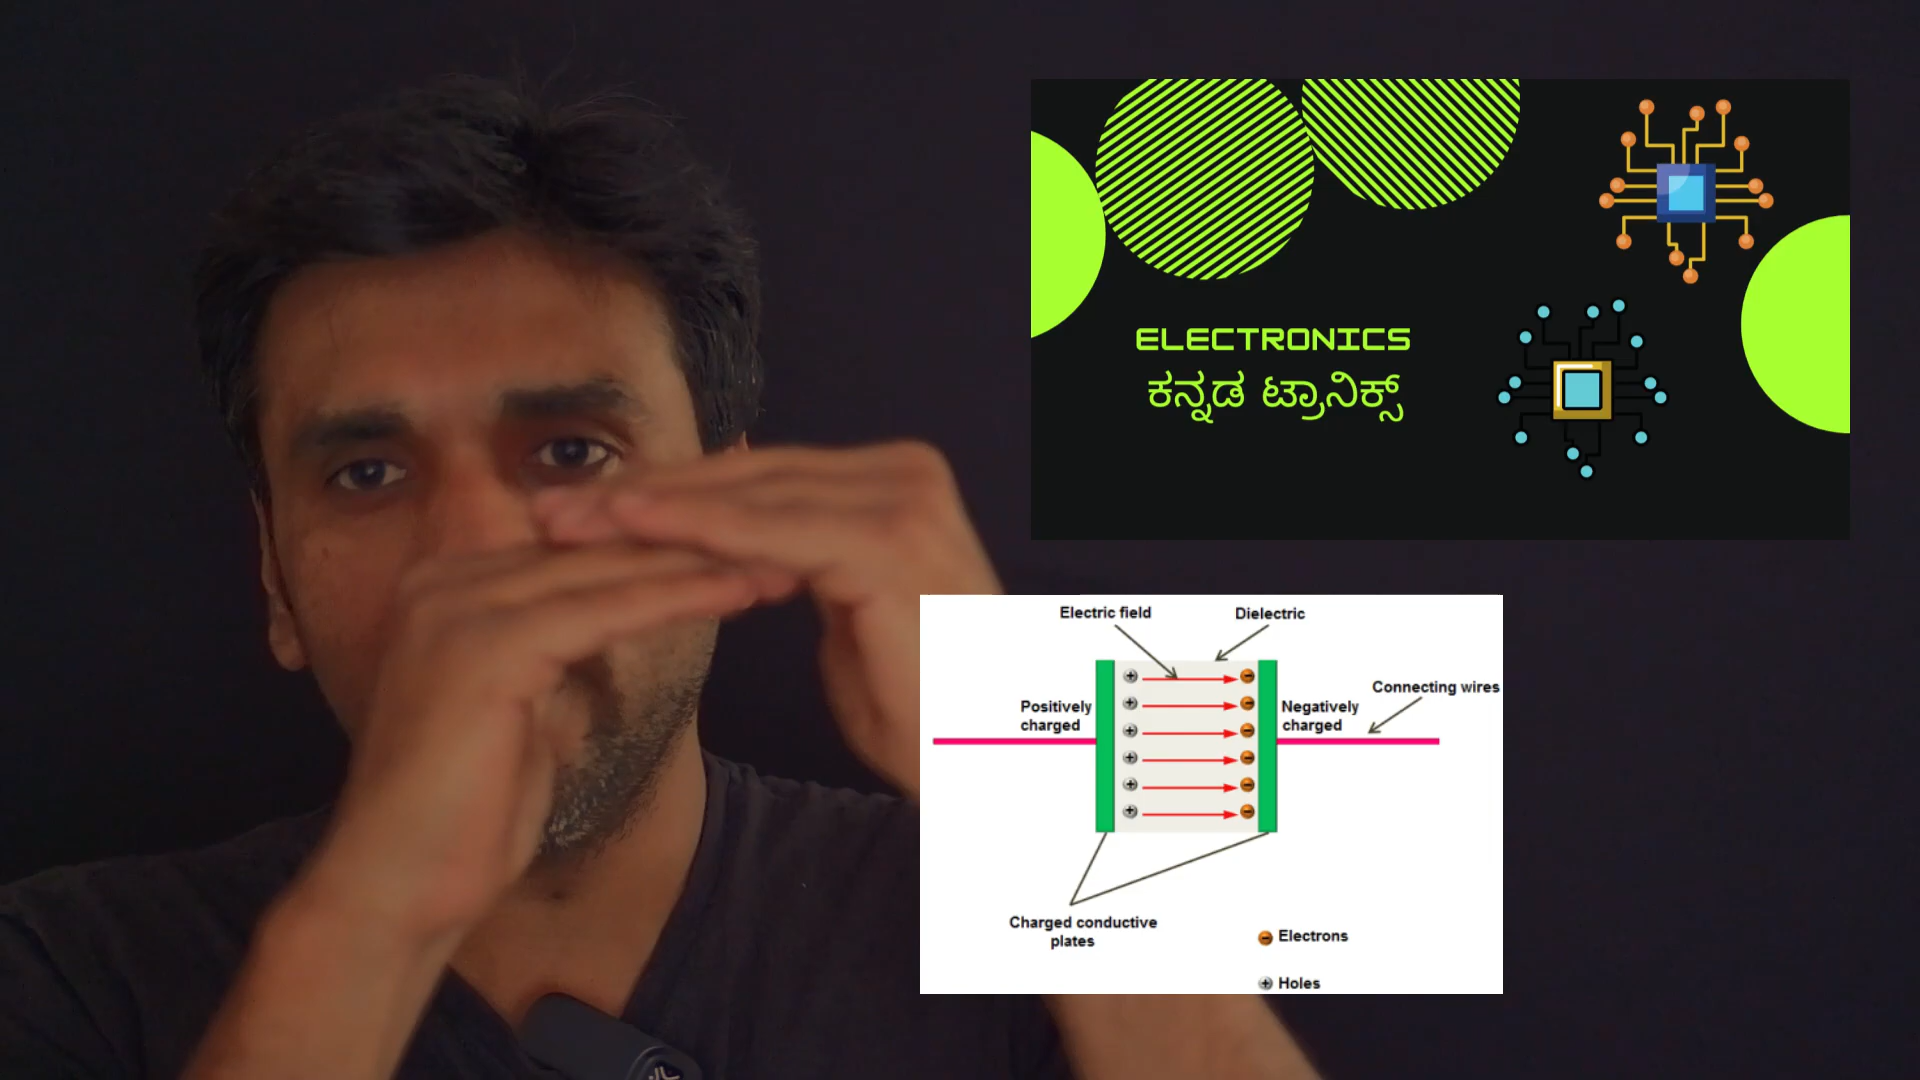 ELECTRONICS
ಕನ್ನಡ ಟ್ರಾನಿಕ್ಸ್
Electric field
Dielectric
Connecting wires
Positively
charged
Negatively
charged
Charged conductive
plates
Electrons
Holes